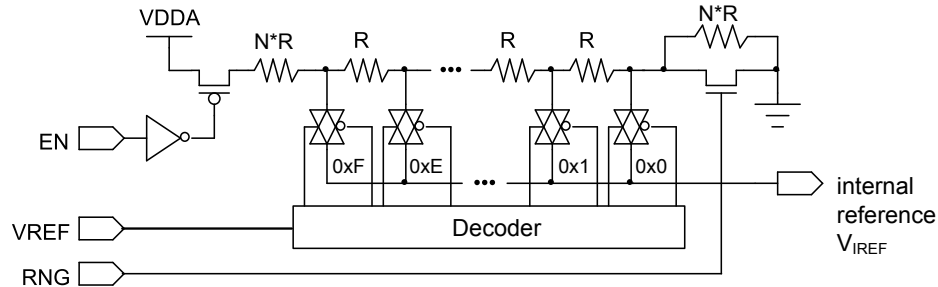 VDDA
N*R
R
R
R
N*R
•••
EN
0xF
0xE
0x1
0x0
•••
internal
reference
VIREF
VREF
Decoder
RNG